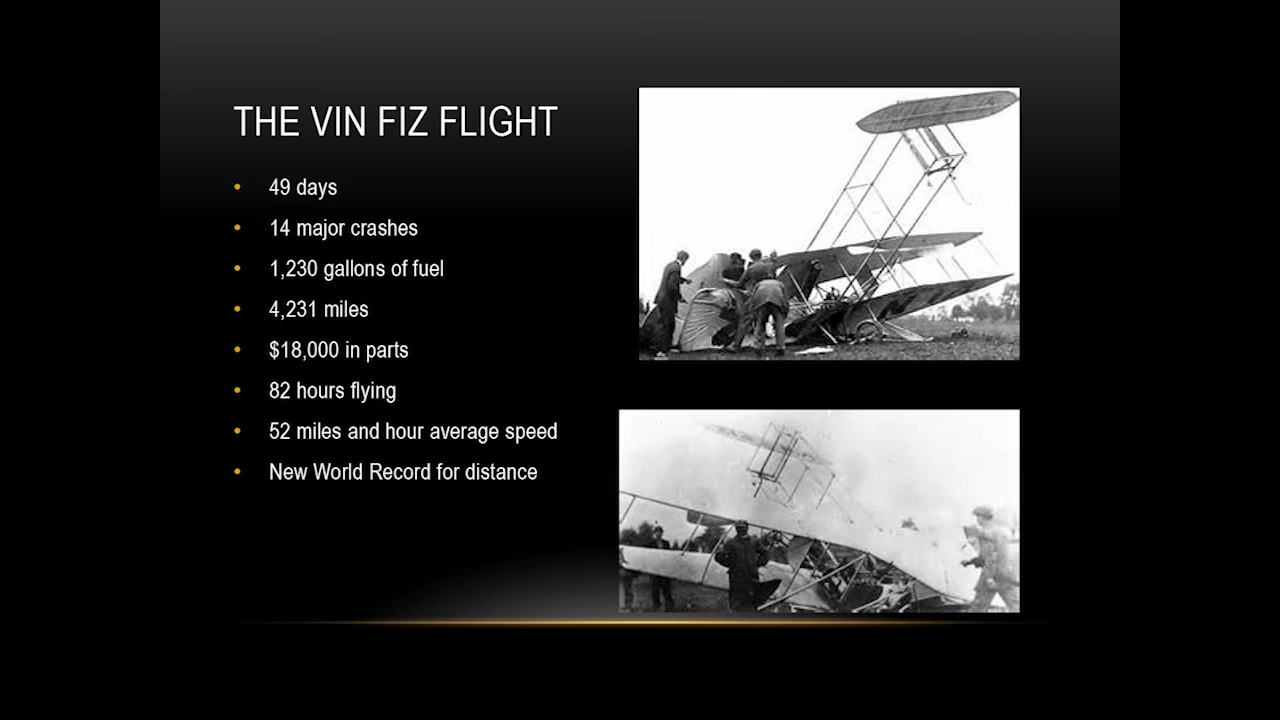 THE VIN FIZ FLIGHT
49 days
14 major crashes
1,230 gallons of fuel
4,231 miles
$18,000 in parts
82 hours flying
52 miles and hour average speed
New World Record for distance